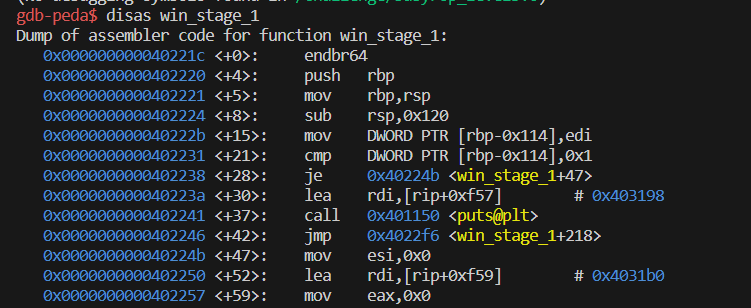 gdb-peda$ disas win_stage_1
Dump of assembler code for function win_stage_1:
0x000000000040221c <+0>: endbr64
0x0000000000402220 <+4>: push rbp
0x0000000000402221 <+5>: mov rbp,rsp
0x0000000000402224 <+8>: sub rsp,0x120
0x000000000040222b <+15>: mov DWORD PTR [rbp-0x114],edi
0x0000000000402231 <+21>: cmp DWORD PTR [rbp-0x114],0x1
0x0000000000402238 <+28>: je 0x40224b <win_stage_1+47>
0x000000000040223a <+30>: lea rdi,[rip+0xf57] # 0x403198
0x0000000000402241 <+37>: call 0x401150 <puts@plt>
0x0000000000402246 <+42>: jmp 0x4022f6 <win_stage_1+218>
0x000000000040224b <+47>: mov esi,0x0
0x0000000000402250 <+52>: lea rdi,[rip+0xf59] # 0x4031b0
0x0000000000402257 <+59>: mov eax,0x0